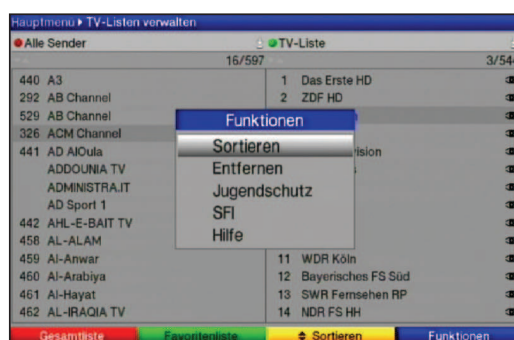 Hauptmenü ▸ TV-Listen verwalten
Alle Sender
TV-Liste
16/597
3/544
440 A3
292 AB Channel
529 AB Channel
326 ACM Channel
441 AD AlOula
ADDOUNIA TV
ADMINISTRA.IT
AD Sport 1
442 AHL-E-BAIT TV
458 AL-ALAM
459 Al-Anwar
460 Al-Arabiya
461 Al-Hayat
462 AL-IRAQIA TV
1 Das Erste HD
2 ZDF HD
ision
11 WDR Köln
12 Bayerisches FS Süd
13 SWR Fernsehen RP
14 NDR FS HH
Funktionen
Sortieren
Entfernen
Jugendschutz
SFI
Hilfe
Gesamtliste
Favoritenliste
Sortieren
Funktionen